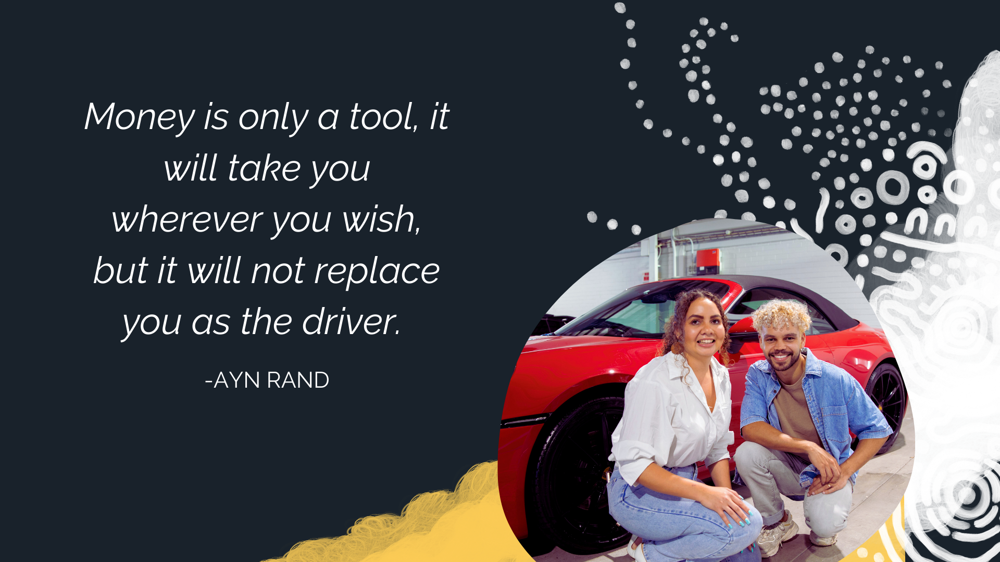 Money is only a tool, it
will take you
wherever you wish,
but it will not replace
you as the driver.
-AYN RAND